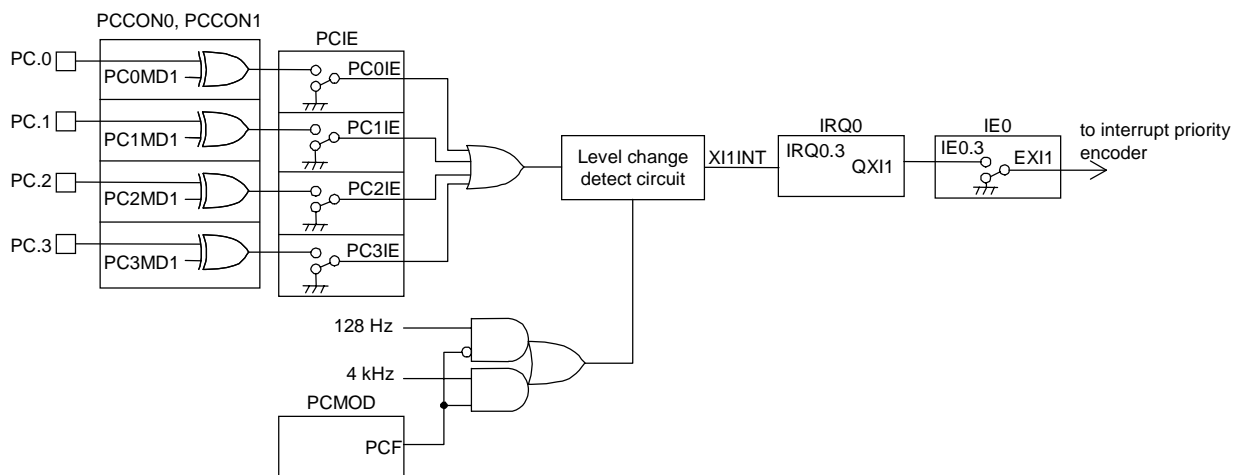 PCCON0, PCCON1
PCIE
PC.0
PC0MD1
PC0IE
PC.1
PC1MD1
PC1IE
PC.2
PC2MD1
PC2IE
PC.3
PC3MD1
PC3IE
Level change
detect circuit
XI1INT
IRQ0
IRQ0.3
QXI1
IE0
IE0.3
EXI1
to interrupt priority
encoder
128 Hz
4 kHz
PCMOD
PCF